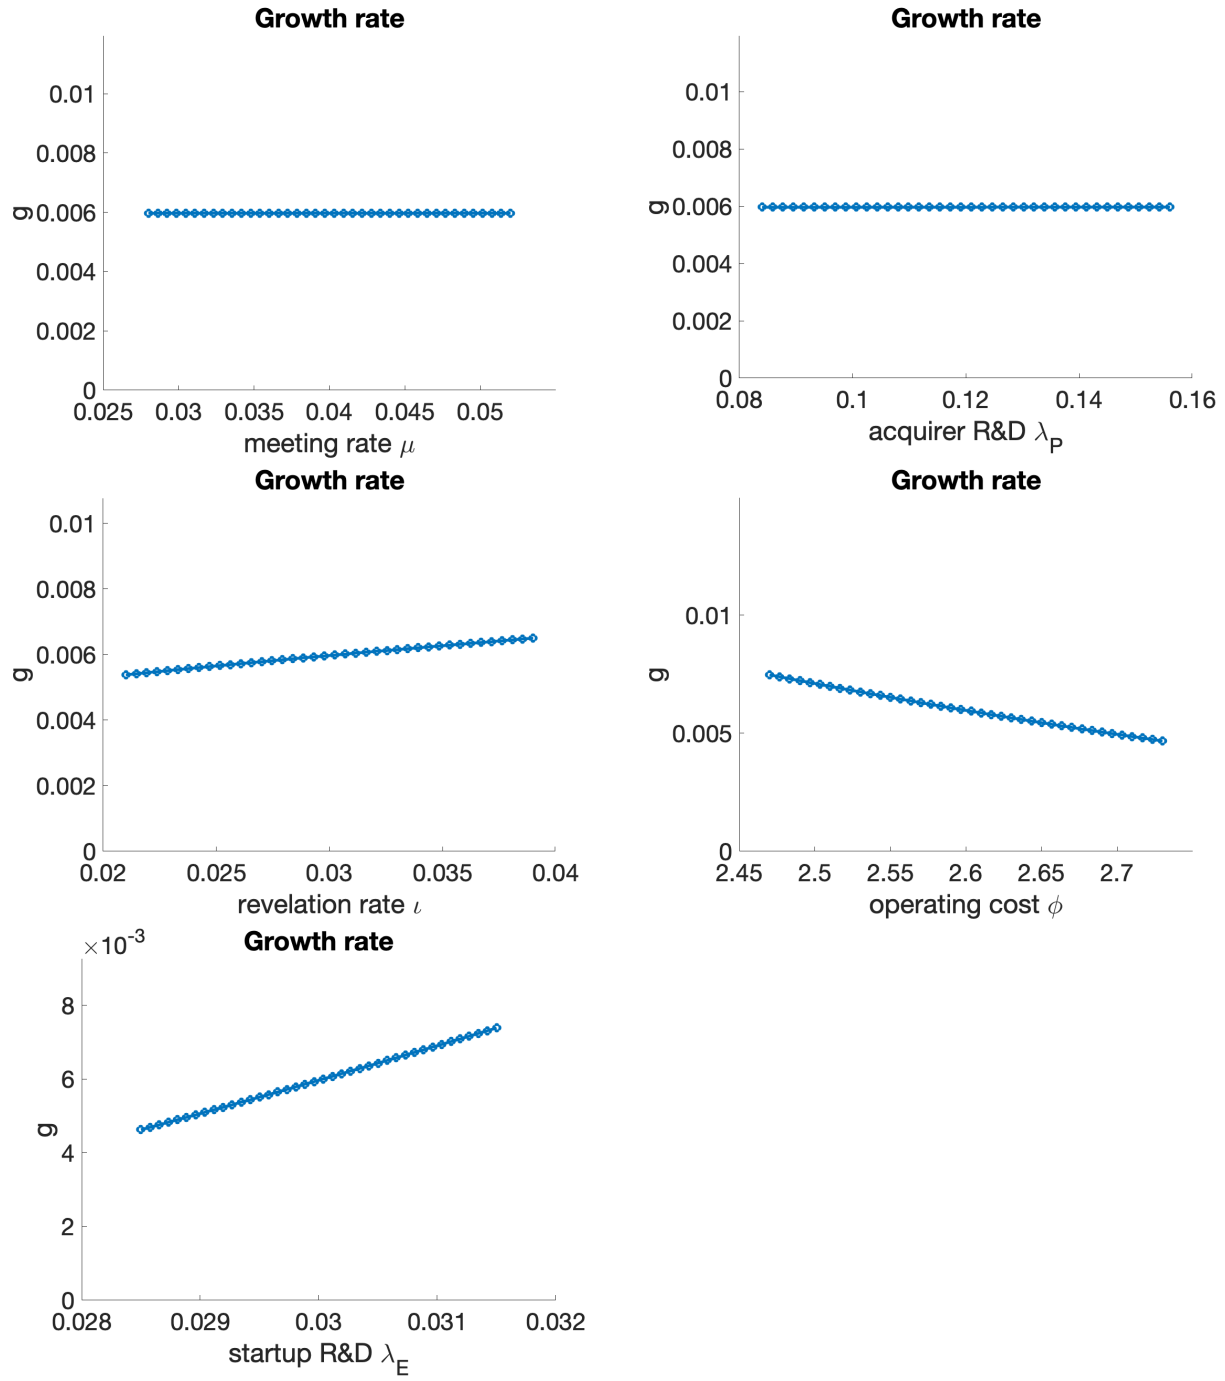 Growth rate
0.01
0.008
0.006
0.004
0.002
0
g
0.025 0.03 0.035 0.04 0.045 0.05
meeting rate μ
Growth rate
0.01
0.008
0.006
0.004
0.002
0
g
0.08 0.1 0.12 0.14 0.16
acquirer R&D λ_P
Growth rate
0.01
0.008
0.006
0.004
0.002
0
g
0.02 0.025 0.03 0.035 0.04
revelation rate ι
Growth rate
0.01
0.005
0
g
2.45 2.5 2.55 2.6 2.65 2.7
operating cost ϕ
×10⁻³
Growth rate
8
6
4
2
0
g
0.028 0.029 0.03 0.031 0.032
startup R&D λ_E